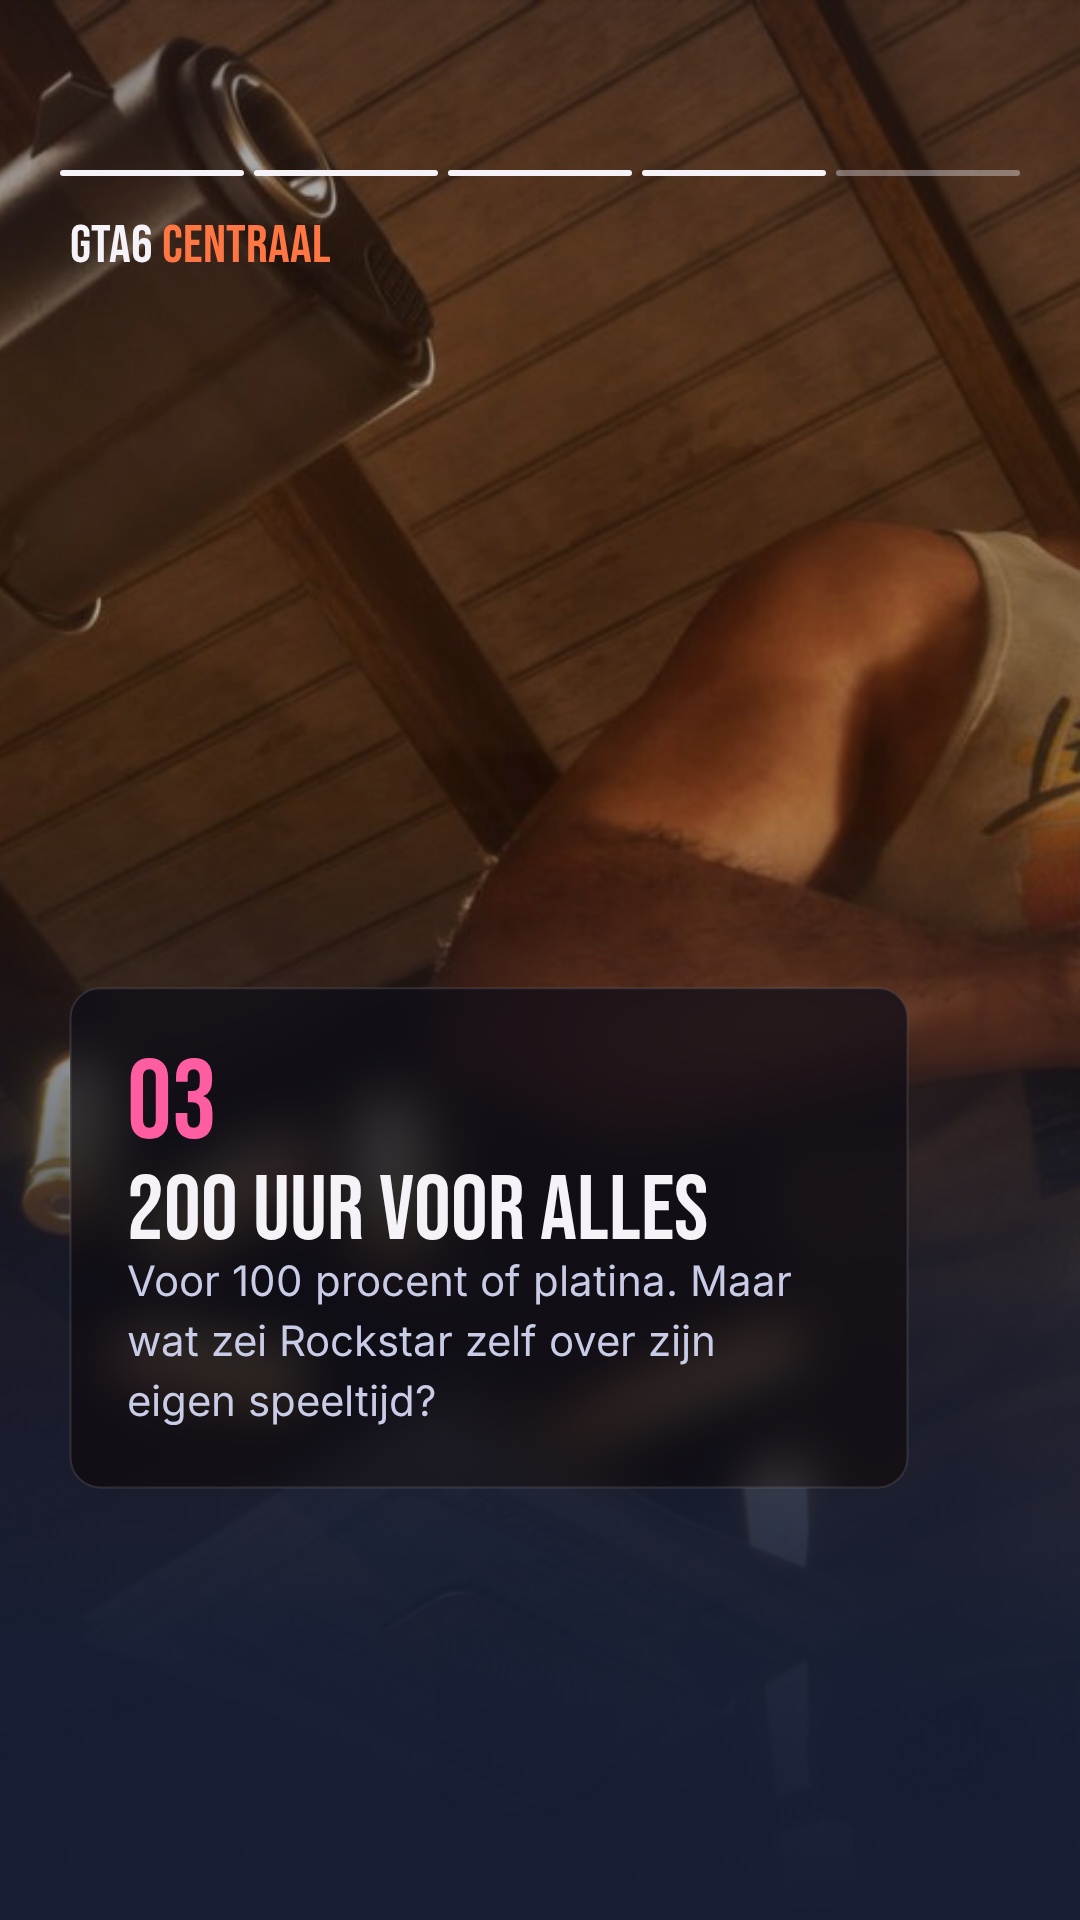 GTA6 CENTRAAL
03
200 UUR VOOR ALLES
Voor 100 procent of platina. Maar
wat zei Rockstar zelf over zijn
eigen speeltijd?